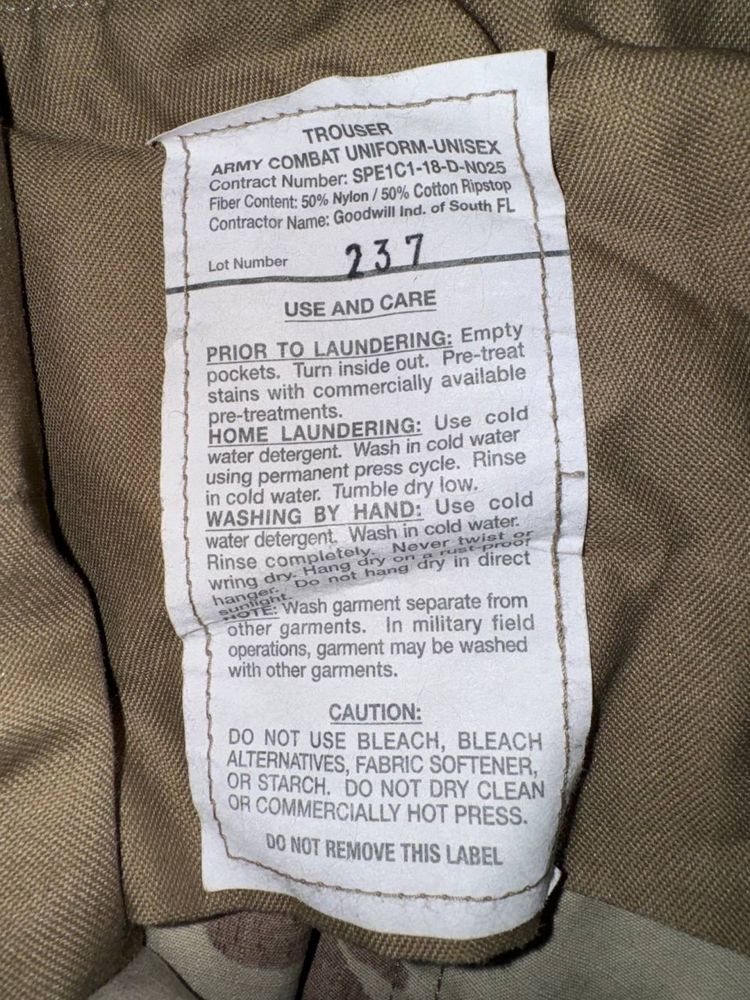 TROUSER
ARMY COMBAT UNIFORM-UNISEX
Contract Number: SPE1C1-18-D-N025
Fiber Content: 50% Nylon / 50% Cotton Ripstop
Contractor Name: Goodwill Ind. of South FL
Lot Number 237
USE AND CARE
PRIOR TO LAUNDERING: Empty
pockets. Turn inside out. Pre-treat
stains with commercially available
pre-treatments.
HOME LAUNDERING: Use cold
water detergent. Wash in cold water
using permanent press cycle. Rinse
in cold water. Tumble dry low.
WASHING BY HAND: Use cold
water detergent. Wash in cold water.
Rinse completely. Never twist or
wring dry. Hang dry on a rust-proof
hanger. Do not hang dry in direct
sunlight.
NOTE: Wash garment separate from
other garments. In military field
operations, garment may be washed
with other garments.
CAUTION:
DO NOT USE BLEACH, BLEACH
ALTERNATIVES, FABRIC SOFTENER,
OR STARCH. DO NOT DRY CLEAN
OR COMMERCIALLY HOT PRESS.
DO NOT REMOVE THIS LABEL